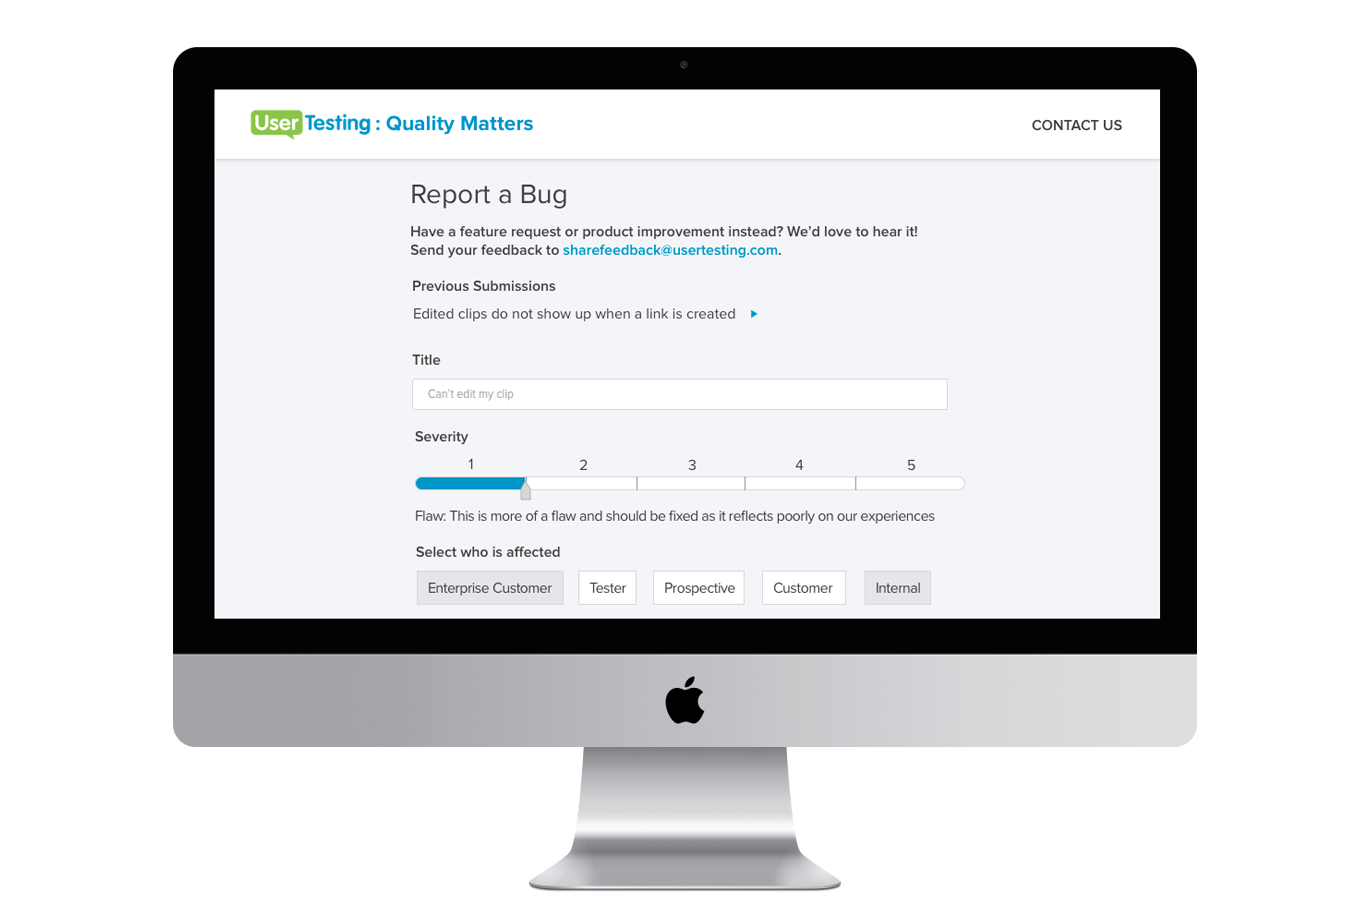 User Testing : Quality Matters
CONTACT US
Report a Bug
Have a feature request or product improvement instead? We’d love to hear it!
Send your feedback to sharefeedback@usertesting.com.
Previous Submissions
Edited clips do not show up when a link is created
Title
Can’t edit my clip
Severity
1 2 3 4 5
Flaw: This is more of a flaw and should be fixed as it reflects poorly on our experiences
Select who is affected
Enterprise Customer Tester Prospective Customer Internal